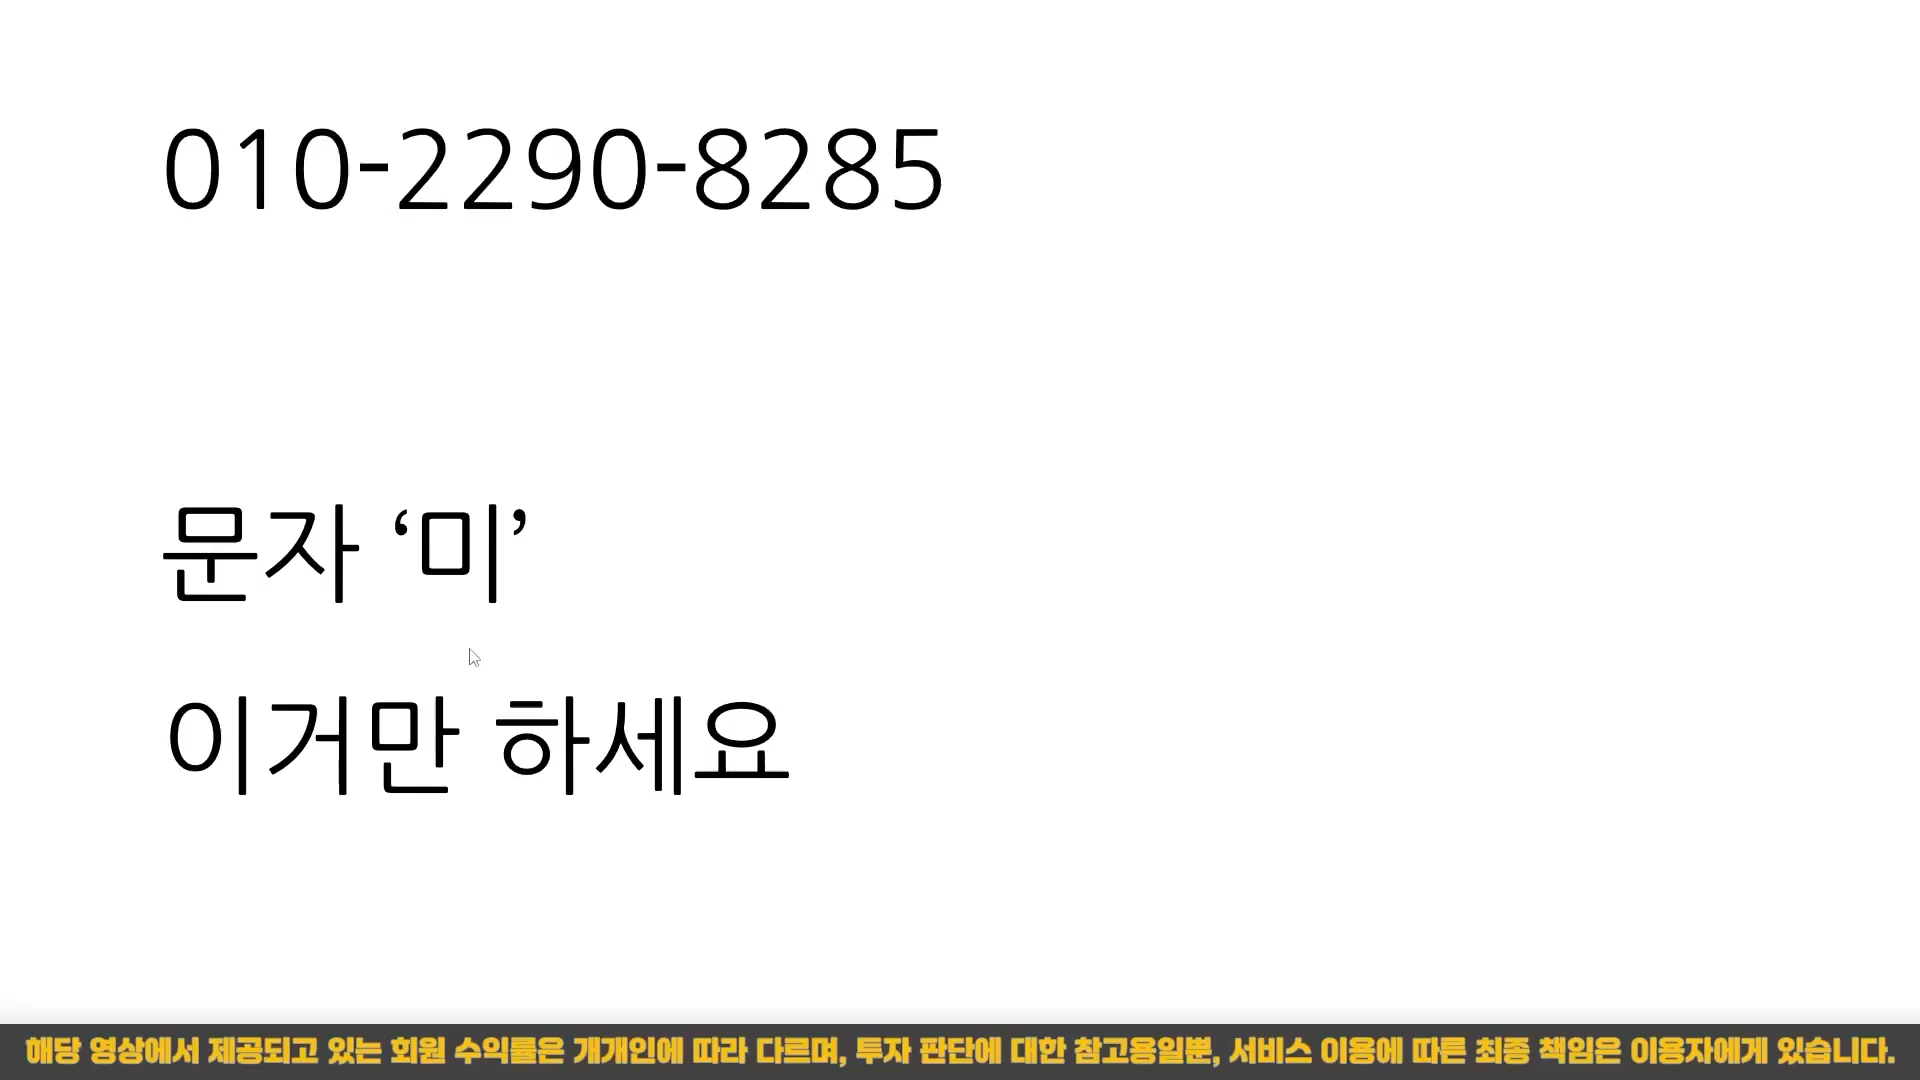 010-2290-8285
문자 ‘미’
이거만 하세요
해당 영상에서 제공되고 있는 회원 수익률은 개개인에 따라 다르며, 투자 판단에 대한 참고용일뿐, 서비스 이용에 따른 최종 책임은 이용자에게 있습니다.